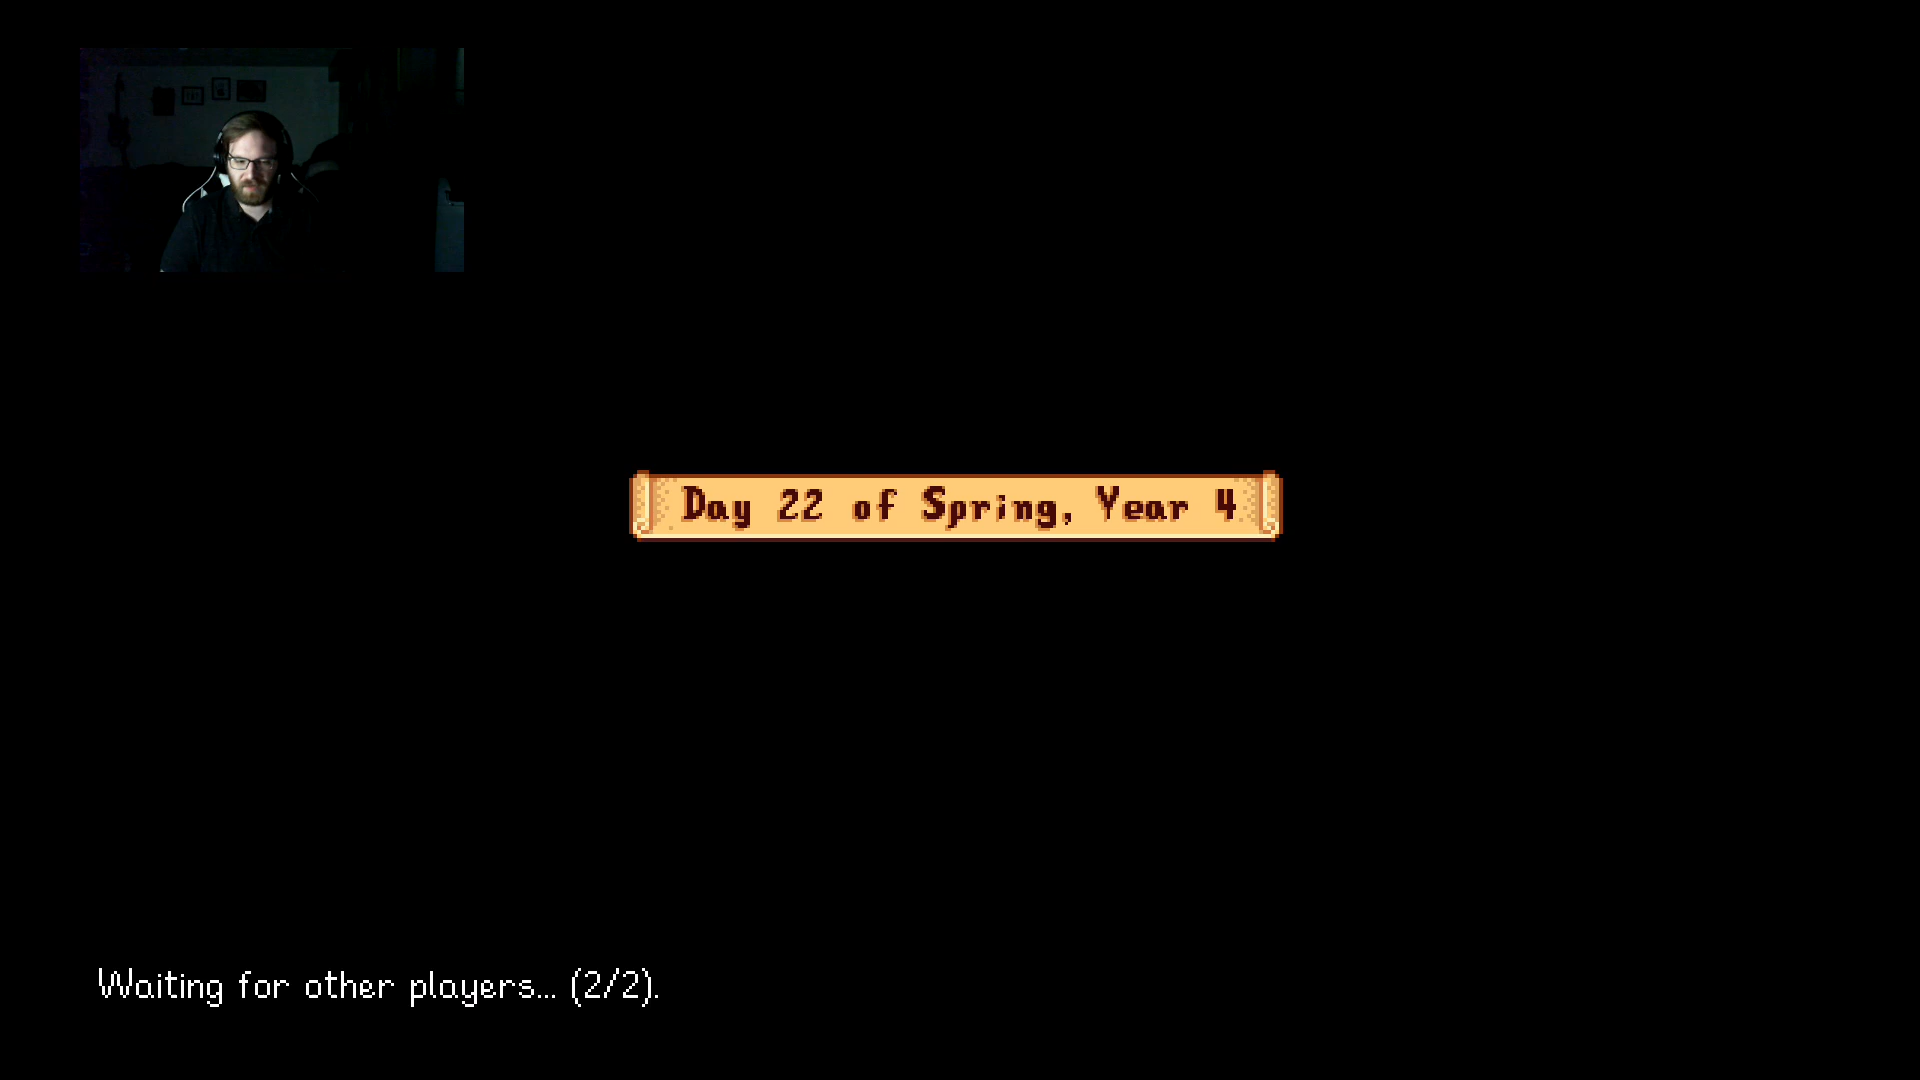 Day 22 of Spring, Year 4
Waiting for other players... (2/2).